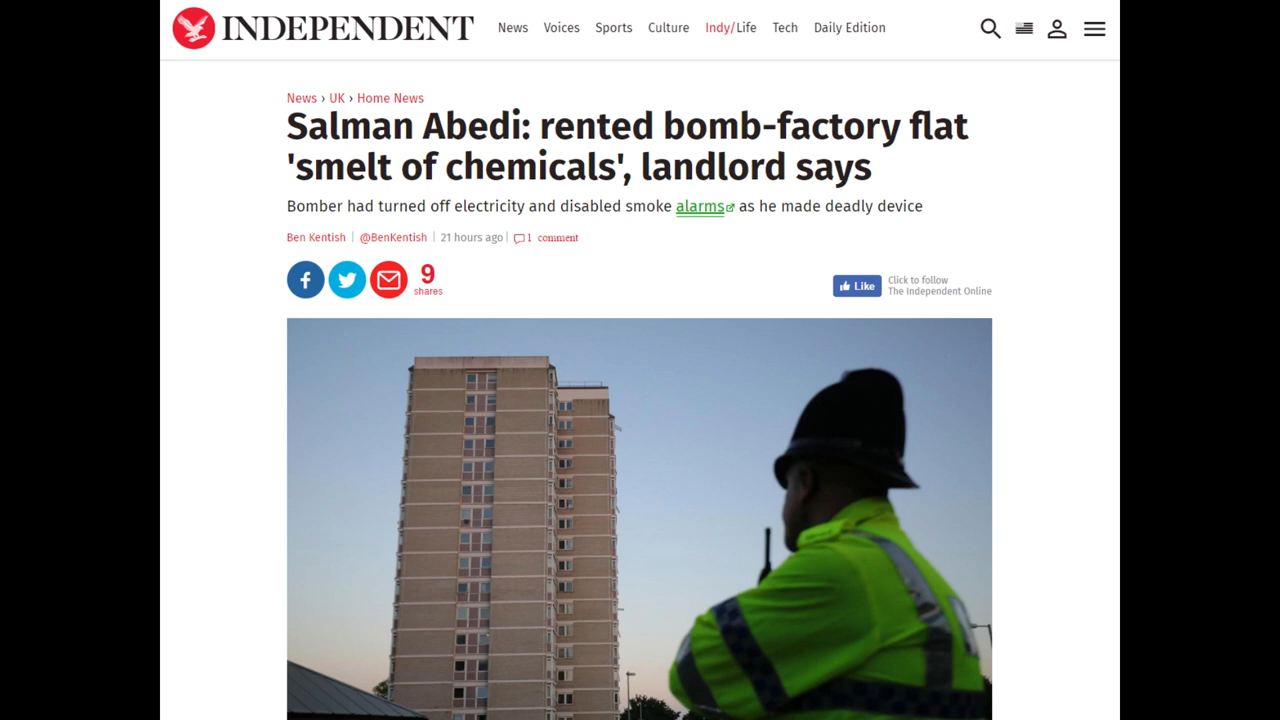 INDEPENDENT News Voices Sports Culture Indy/Life Tech Daily Edition
News › UK › Home News
Salman Abedi: rented bomb-factory flat
'smelt of chemicals', landlord says
Bomber had turned off electricity and disabled smoke alarms as he made deadly device
Ben Kentish | @BenKentish | 21 hours ago | 1 comment
9
shares
Like
Click to follow
The Independent Online